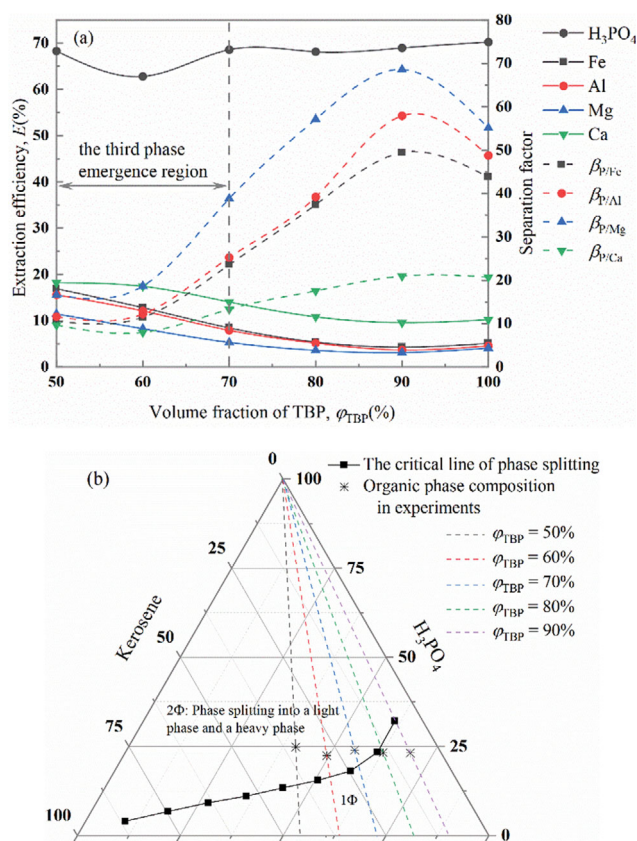 (a)
80
70
60
50
40
30
20
10
0
Extraction efficiency, E(%)
the third phase
emergence region
50
60
70
80
90
100
Volume fraction of TBP, φTBP(%)
80
70
60
50
40
30
20
10
0
Separation factor
H₃PO₄
Fe
Al
Mg
Ca
βP/Fe
βP/Al
βP/Mg
βP/Ca
(b)
0
100
The critical line of phase splitting
Organic phase composition
in experiments
φTBP = 50%
φTBP = 60%
φTBP = 70%
φTBP = 80%
φTBP = 90%
25
75
Kerosene
H₃PO₄
50
50
2Φ: Phase splitting into a light
phase and a heavy phase
75
25
1Φ
100
0